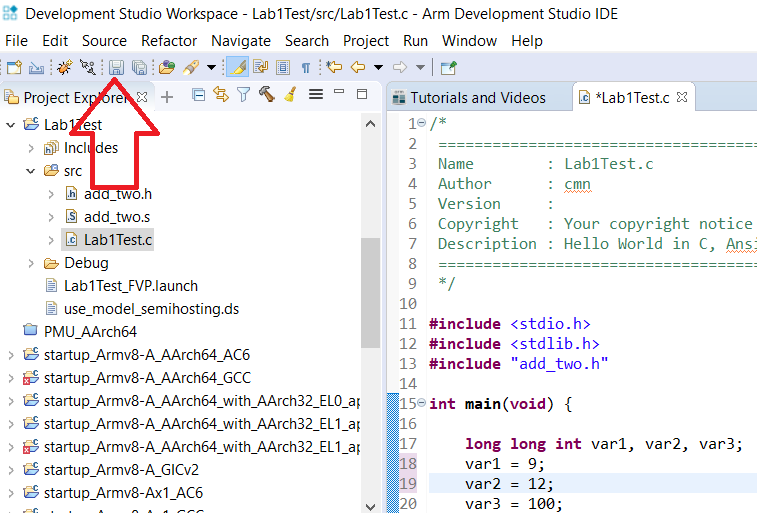 Development Studio Workspace - Lab1Test/src/Lab1Test.c - Arm Development Studio IDE
File Edit Source Refactor Navigate Search Project Run Window Help
Project Explorer
Tutorials and Videos
*Lab1Test.c
Lab1Test
Includes
src
add_two.h
add_two.s
Lab1Test.c
Debug
Lab1Test_FVP.launch
use_model_semihosting.ds
PMU_AArch64
startup_Armv8-A_AArch64_AC6
startup_Armv8-A_AArch64_GCC
startup_Armv8-A_AArch64_with_AArch32_EL0_ap
startup_Armv8-A_AArch64_with_AArch32_EL1_ap
startup_Armv8-A_AArch64_with_AArch32_EL1_ap
startup_Armv8-A_GICv2
startup_Armv8-Ax1_AC6
1 /*
2 ====================================
3 Name : Lab1Test.c
4 Author : cmn
5 Version :
6 Copyright : Your copyright notice
7 Description : Hello World in C, Ansi
8 ====================================
9 */
10
11 #include <stdio.h>
12 #include <stdlib.h>
13 #include "add_two.h"
14
15 int main(void) {
16
17 long long int var1, var2, var3;
18 var1 = 9;
19 var2 = 12;
20 var3 = 100;